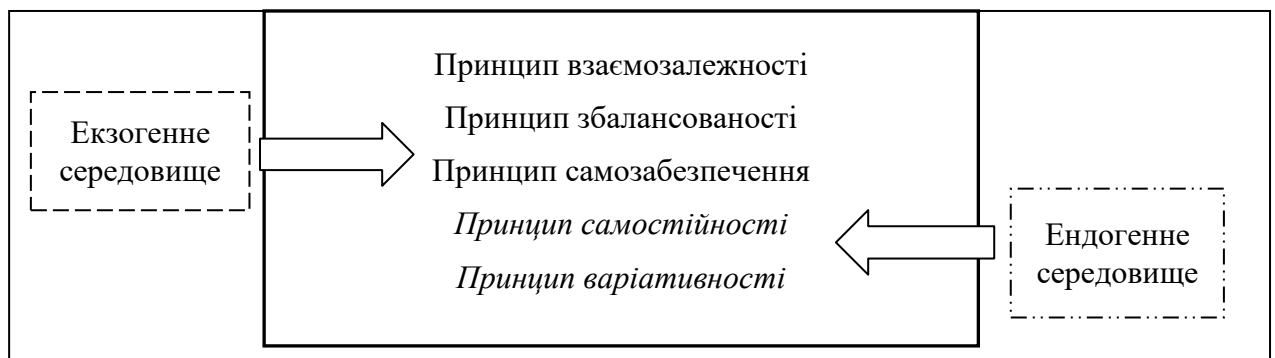 Принцип взаємозалежності
Принцип збалансованості
Екзогенне
середовище
Принцип самозабезпечення
Принцип самостійності
Принцип варіативності
Ендогенне
середовище